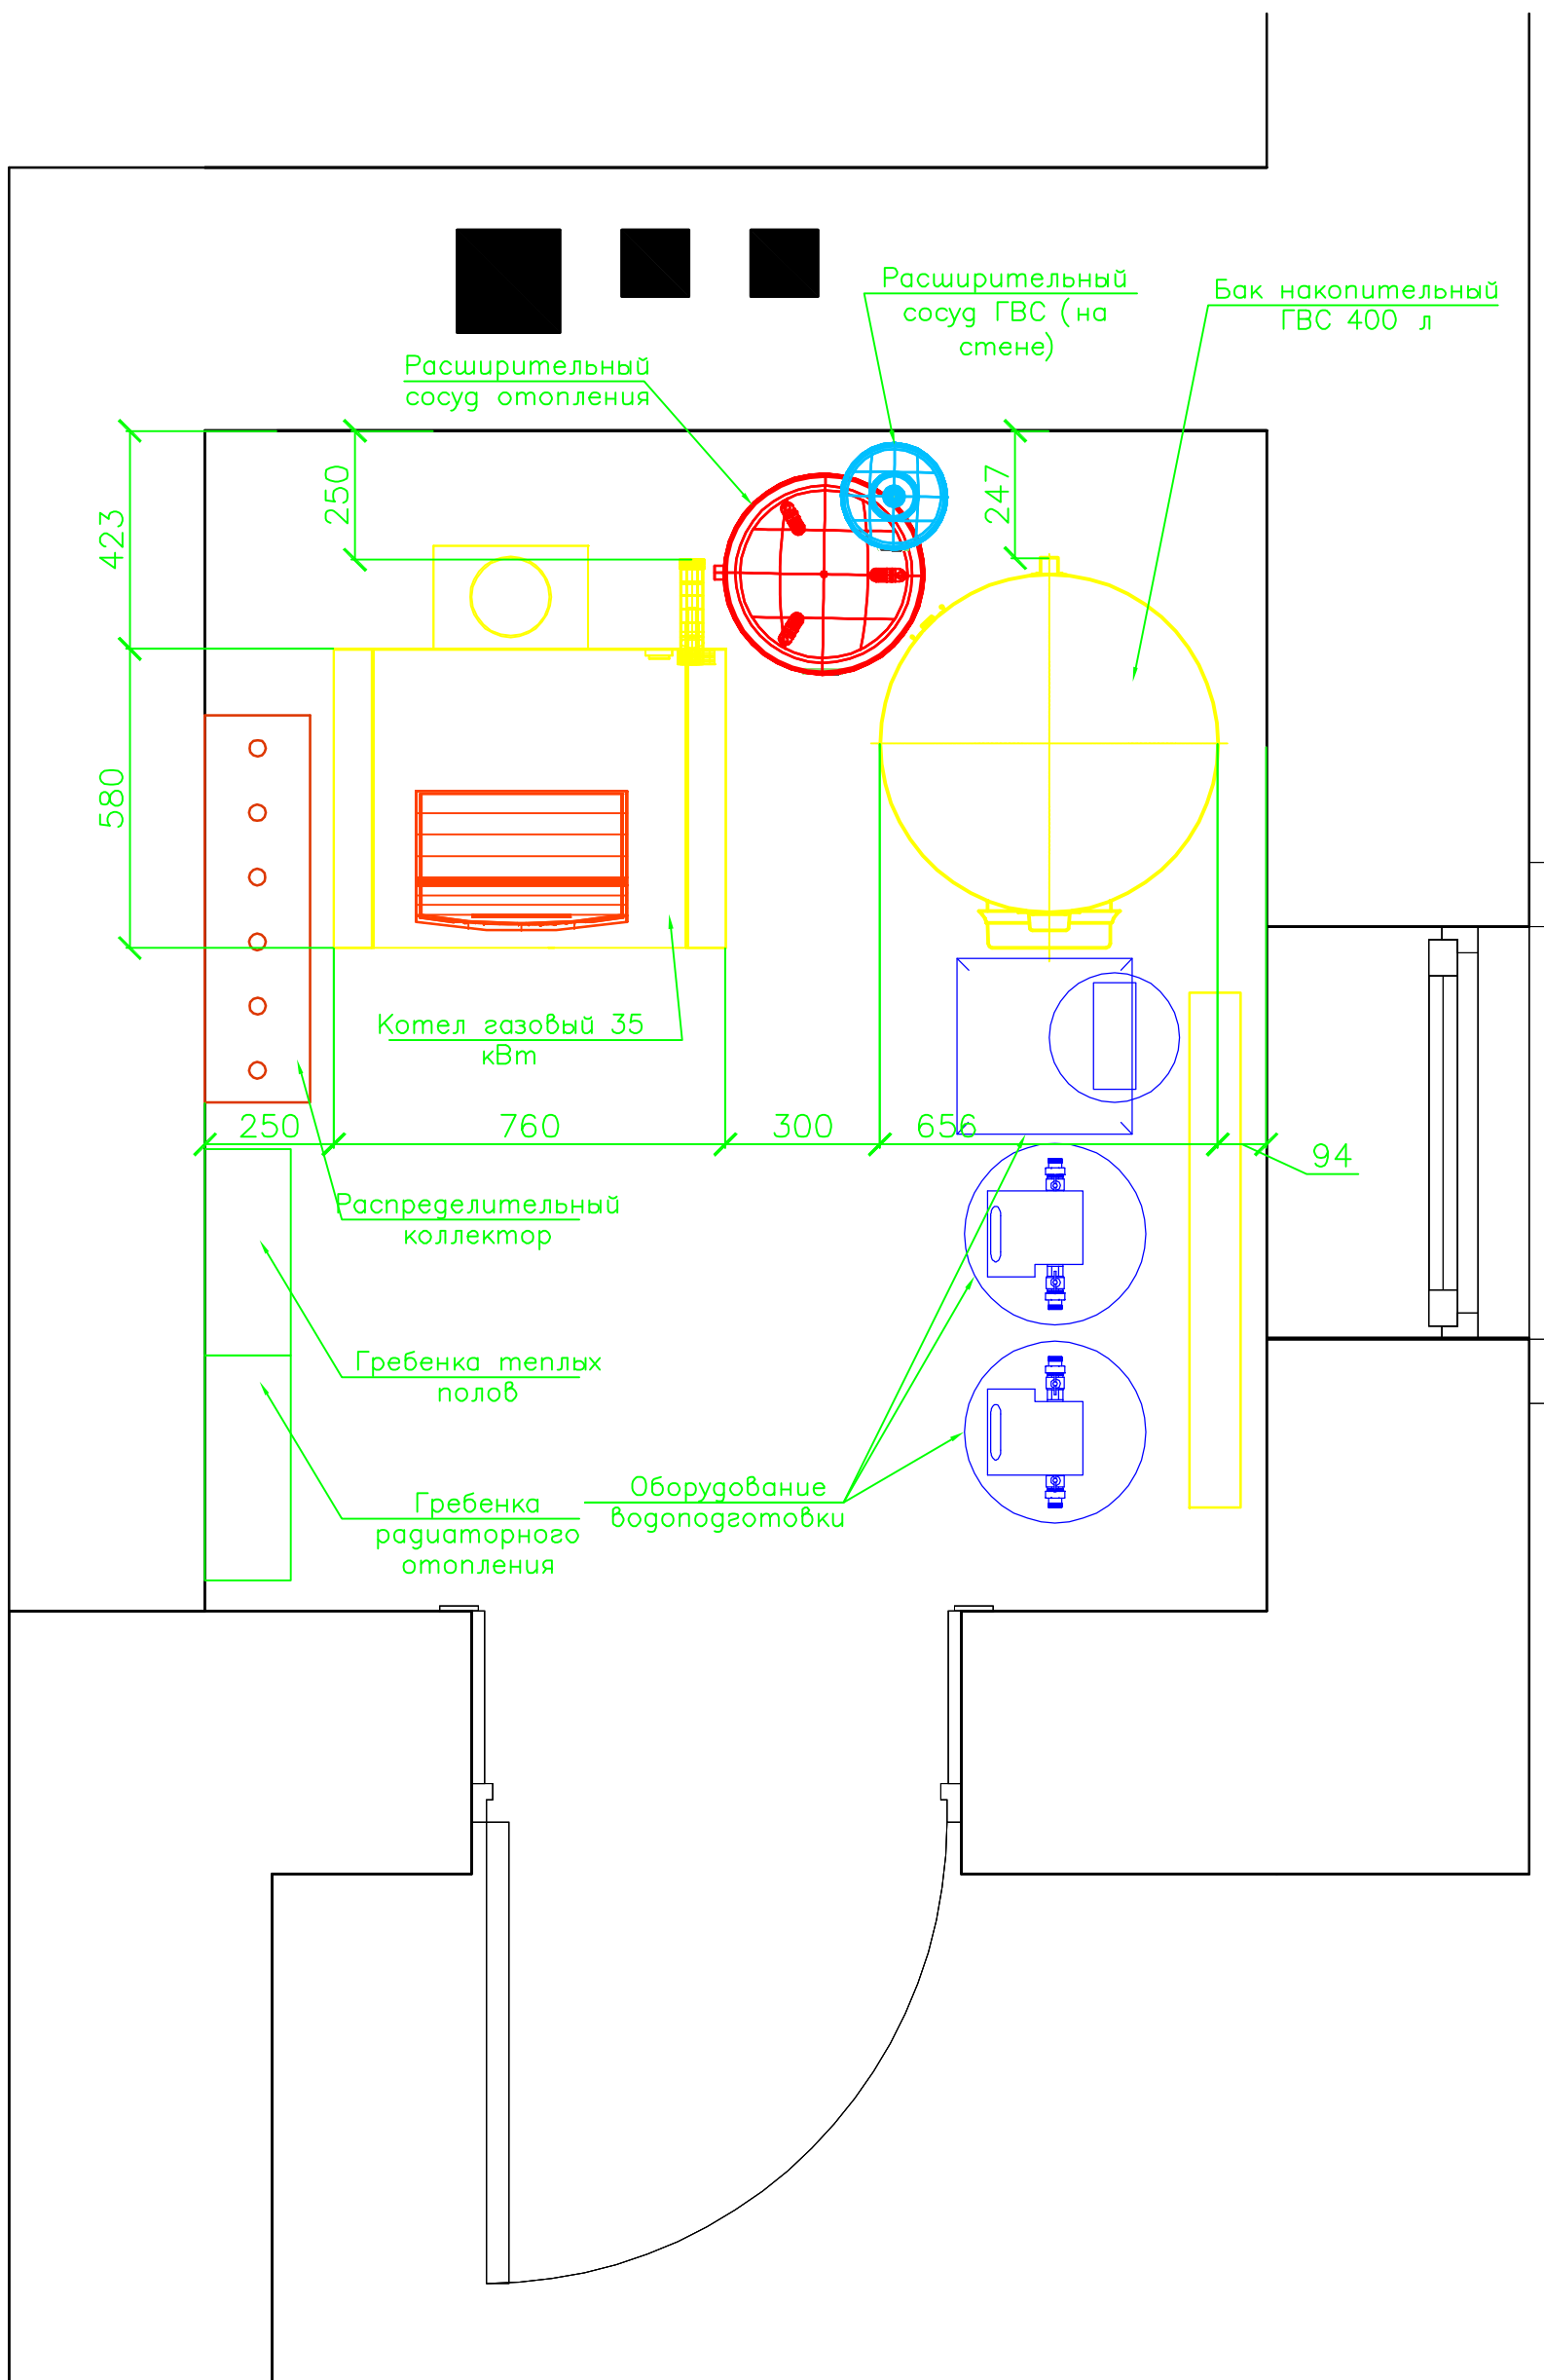 Расширительный
сосуд ГВС (на
стене)
Бак накопительный
ГВС 400 л
Расширительный
сосуд отопления
423
250
247
580
Котел газовый 35
кВт
250
760
300
656
94
Распределительный
коллектор
Гребенка теплых
полов
Гребенка
радиаторного
отопления
Оборудование
водоподготовки